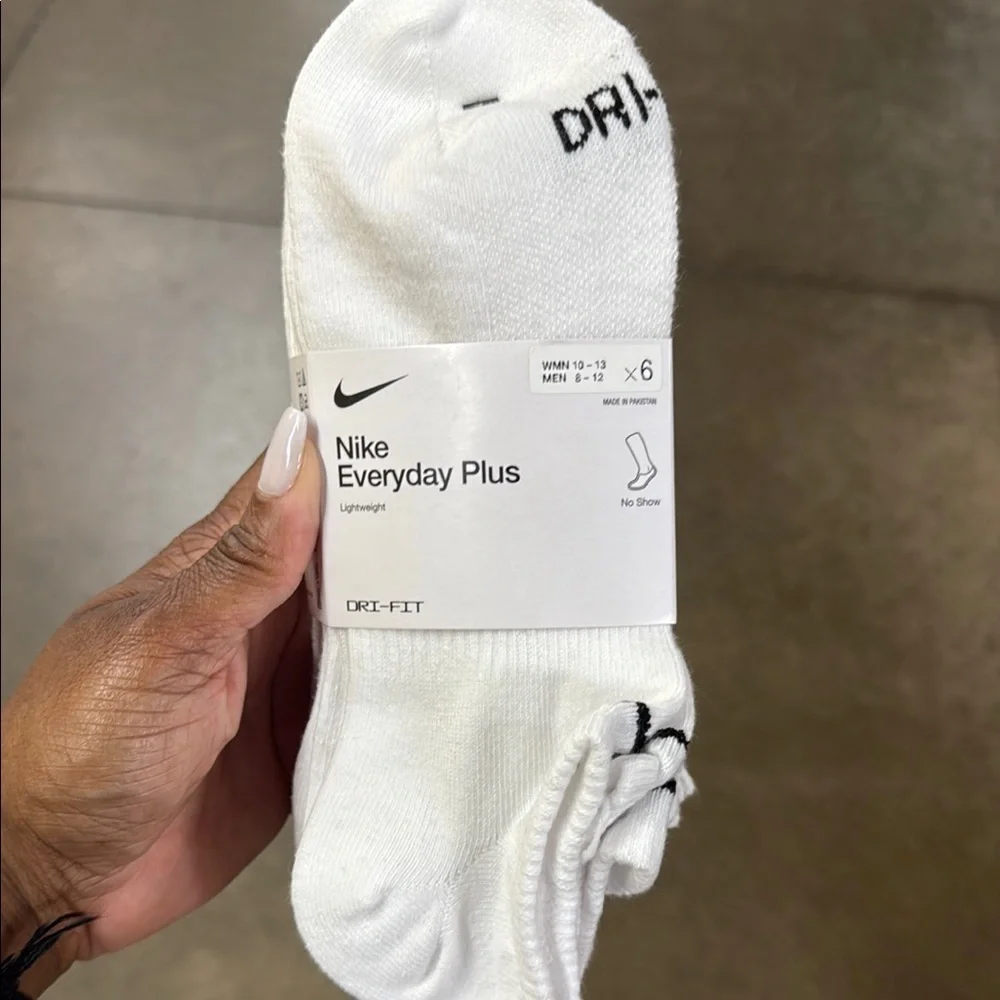 DRI-
WMN 10-13
MEN 8-12
×6
MADE IN PAKISTAN
Nike
Everyday Plus
Lightweight
No Show
DRI-FIT